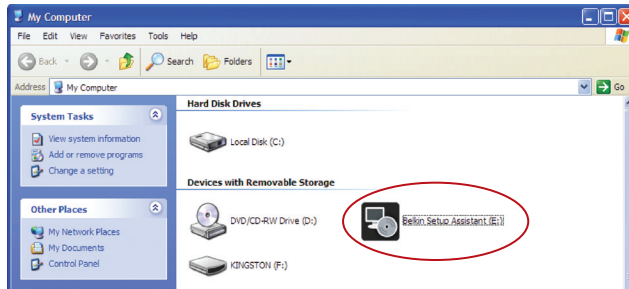 My Computer
File Edit View Favorites Tools Help
Back Search Folders
Address My Computer Go
System Tasks
View system information
Add or remove programs
Change a setting
Other Places
My Network Places
My Documents
Control Panel
Hard Disk Drives
Local Disk (C:)
Devices with Removable Storage
DVD/CD-RW Drive (D:)
Belkin Setup Assistant (E:)
KINGSTON (F:)